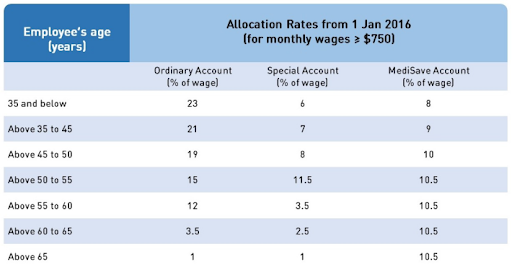 Employee's age
(years)
Allocation Rates from 1 Jan 2016
(for monthly wages ≥ $750)
Ordinary Account
(% of wage)
Special Account
(% of wage)
MediSave Account
(% of wage)
35 and below 23 6 8
Above 35 to 45 21 7 9
Above 45 to 50 19 8 10
Above 50 to 55 15 11.5 10.5
Above 55 to 60 12 3.5 10.5
Above 60 to 65 3.5 2.5 10.5
Above 65 1 1 10.5